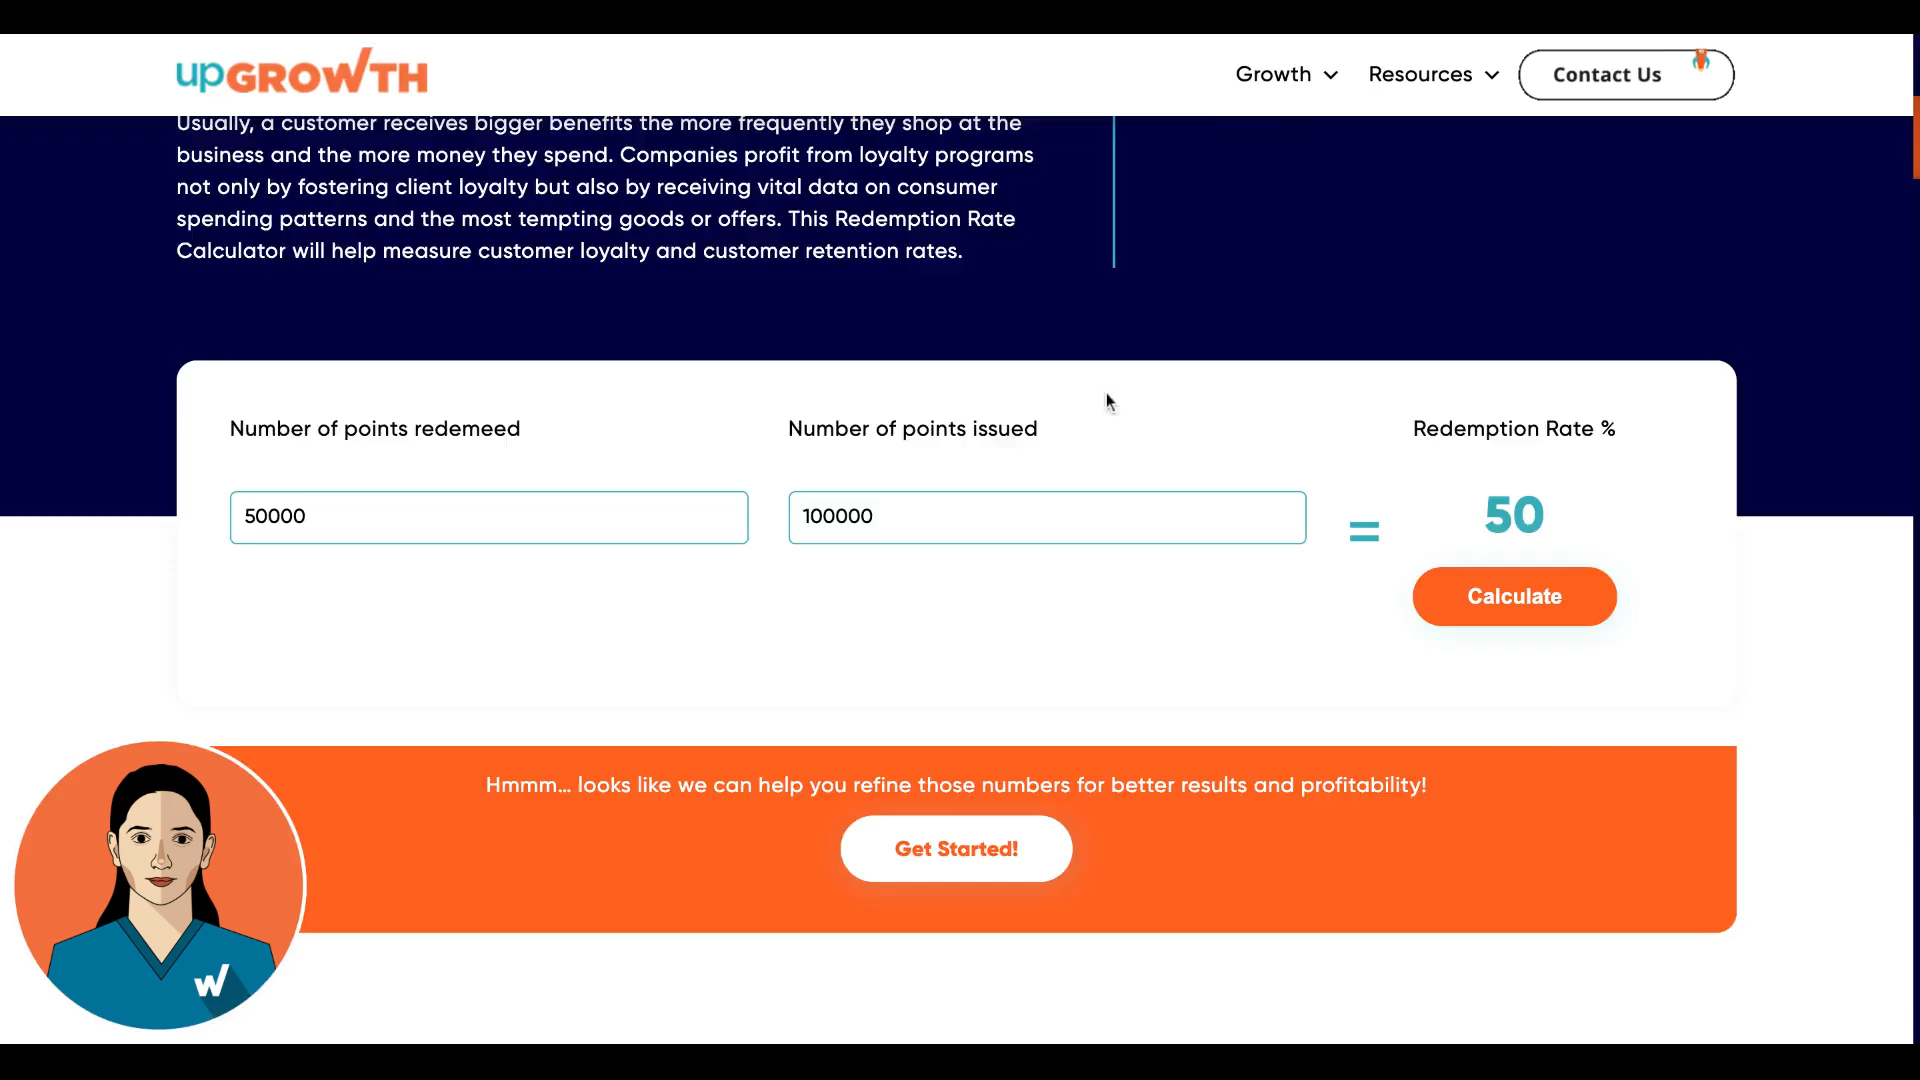 upGROWTH
Growth
Resources
Contact Us
Usually, a customer receives bigger benefits the more frequently they shop at the
business and the more money they spend. Companies profit from loyalty programs
not only by fostering client loyalty but also by receiving vital data on consumer
spending patterns and the most tempting goods or offers. This Redemption Rate
Calculator will help measure customer loyalty and customer retention rates.
Number of points redemeed
Number of points issued
Redemption Rate %
50000
100000
=
50
Calculate
Hmmm... looks like we can help you refine those numbers for better results and profitability!
Get Started!
W